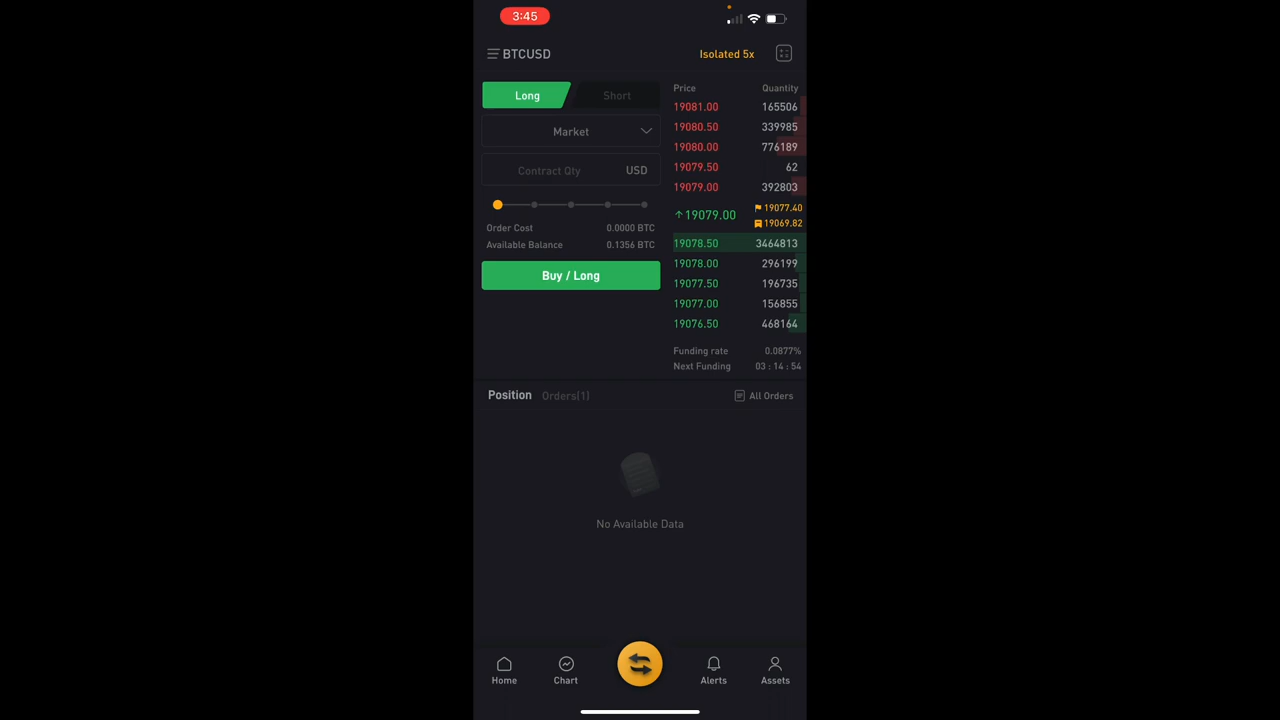 3:45
BTCUSD
Isolated 5x
Long
Short
Market
Contract Qty
USD
Order Cost
0.0000 BTC
Available Balance
0.1356 BTC
Buy / Long
Price
Quantity
19081.00
165506
19080.50
339985
19080.00
776189
19079.50
62
19079.00
392803
↑19079.00
19077.40
19069.82
19078.50
3464813
19078.00
296199
19077.50
196735
19077.00
156855
19076.50
468164
Funding rate
0.0877%
Next Funding
03 : 14 : 54
Position
Orders(1)
All Orders
No Available Data
Home
Chart
Alerts
Assets